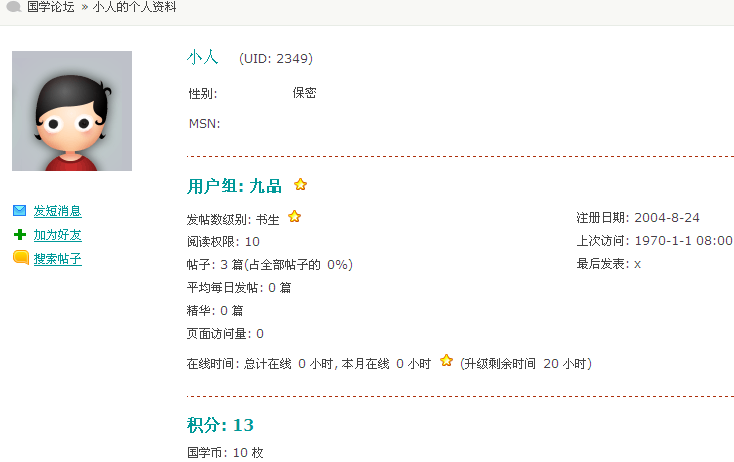 国学论坛 » 小人的个人资料
小人 (UID: 2349)
性别: 保密
MSN:
发短消息
加为好友
搜索帖子
用户组: 九品
发帖数级别: 书生
阅读权限: 10
帖子: 3 篇(占全部帖子的 0%)
平均每日发帖: 0 篇
精华: 0 篇
页面访问量: 0
注册日期: 2004-8-24
上次访问: 1970-1-1 08:00
最后发表: x
在线时间: 总计在线 0 小时, 本月在线 0 小时 (升级剩余时间 20 小时)
积分: 13
国学币: 10 枚